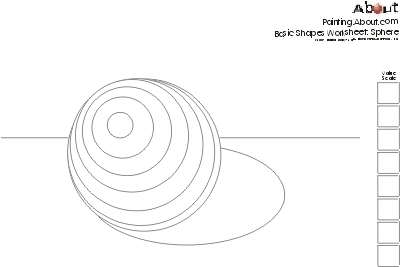 About
Painting.About.com
Basic Shapes Worksheet: Sphere
Value
Scale